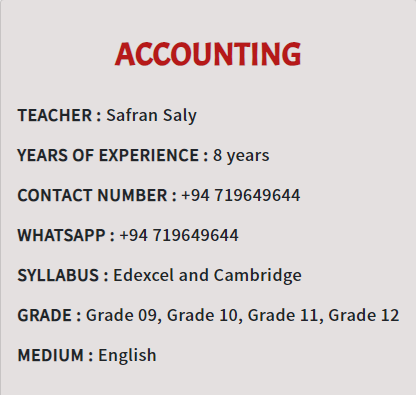 ACCOUNTING
TEACHER : Safran Saly
YEARS OF EXPERIENCE : 8 years
CONTACT NUMBER : +94 719649644
WHATSAPP : +94 719649644
SYLLABUS : Edexcel and Cambridge
GRADE : Grade 09, Grade 10, Grade 11, Grade 12
MEDIUM : English